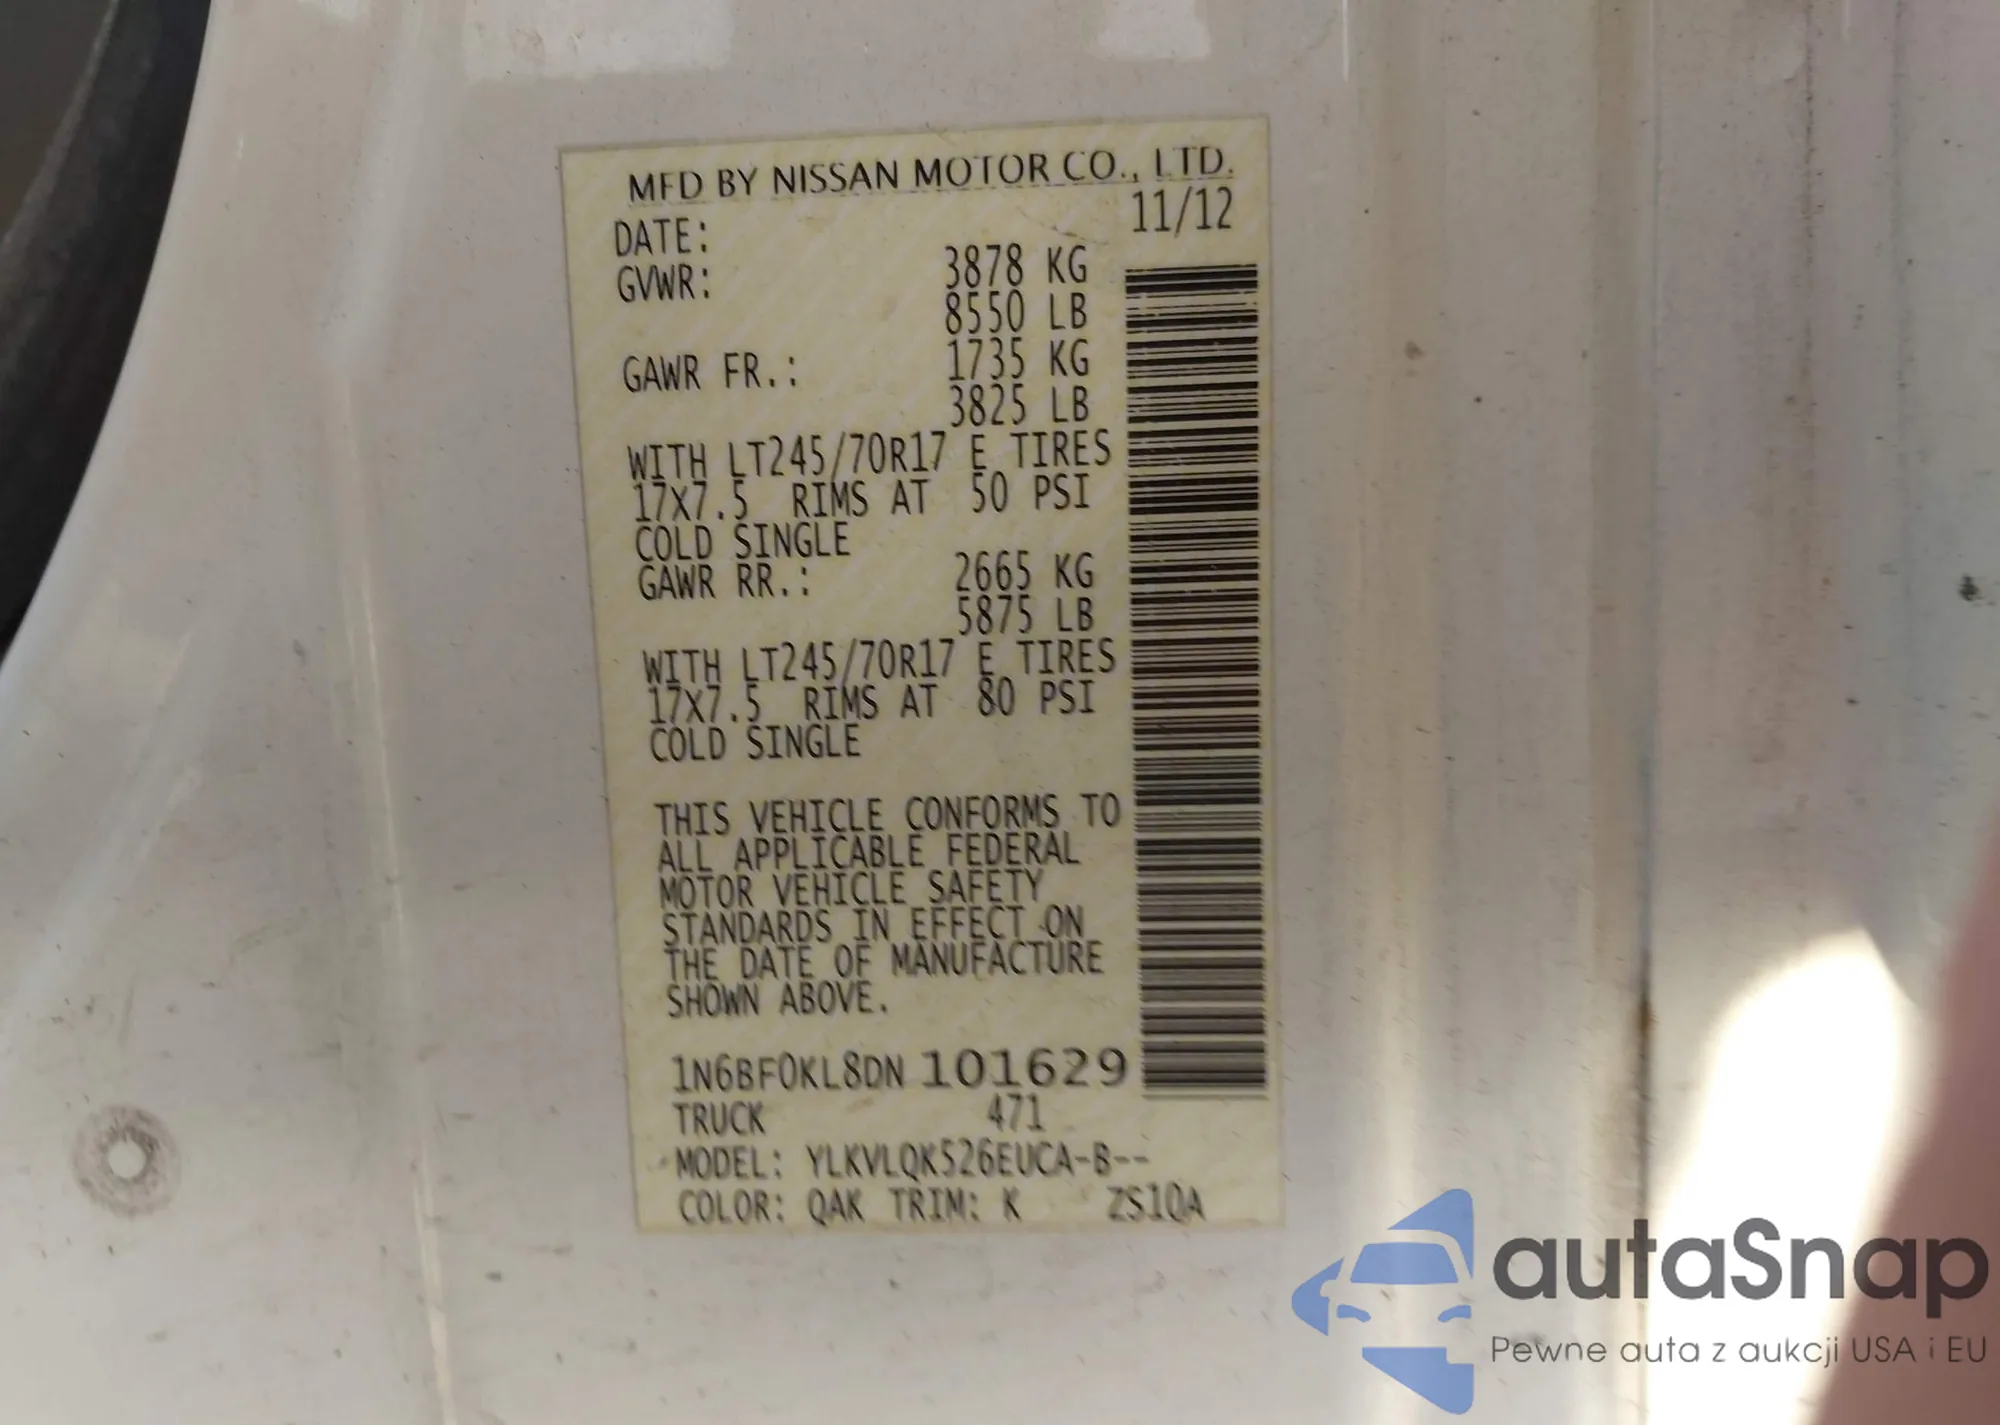 MFD BY NISSAN MOTOR CO., LTD.
DATE: 11/12
GVWR: 3878 KG
8550 LB
GAWR FR.: 1735 KG
3825 LB
WITH LT245/70R17 E TIRES
17X7.5 RIMS AT 50 PSI
COLD SINGLE
GAWR RR.: 2665 KG
5875 LB
WITH LT245/70R17 E TIRES
17X7.5 RIMS AT 80 PSI
COLD SINGLE
THIS VEHICLE CONFORMS TO
ALL APPLICABLE FEDERAL
MOTOR VEHICLE SAFETY
STANDARDS IN EFFECT ON
THE DATE OF MANUFACTURE
SHOWN ABOVE.
1N6BF0KL8DN 101629
TRUCK 471
MODEL: YLKVLQK526EUCA-B--
COLOR: QAK TRIM: K ZS1QA
autaSnap
Pewne auta z aukcji USA i EU